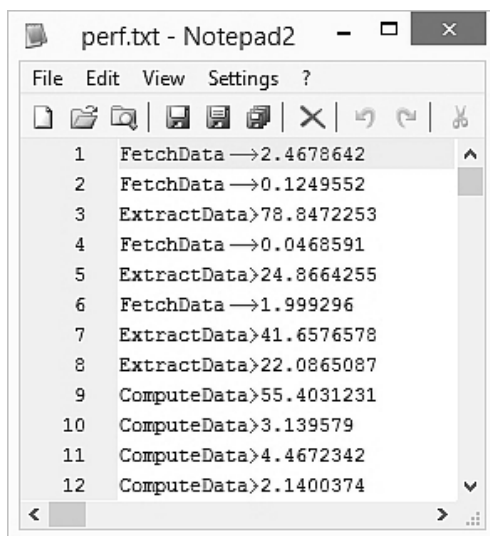 perf.txt - Notepad2
File Edit View Settings ?
1 FetchData→2.4678642
2 FetchData→0.1249552
3 ExtractData>78.8472253
4 FetchData→0.0468591
5 ExtractData>24.8664255
6 FetchData→1.999296
7 ExtractData>41.6576578
8 ExtractData>22.0865087
9 ComputeData>55.4031231
10 ComputeData>3.139579
11 ComputeData>4.4672342
12 ComputeData>2.1400374